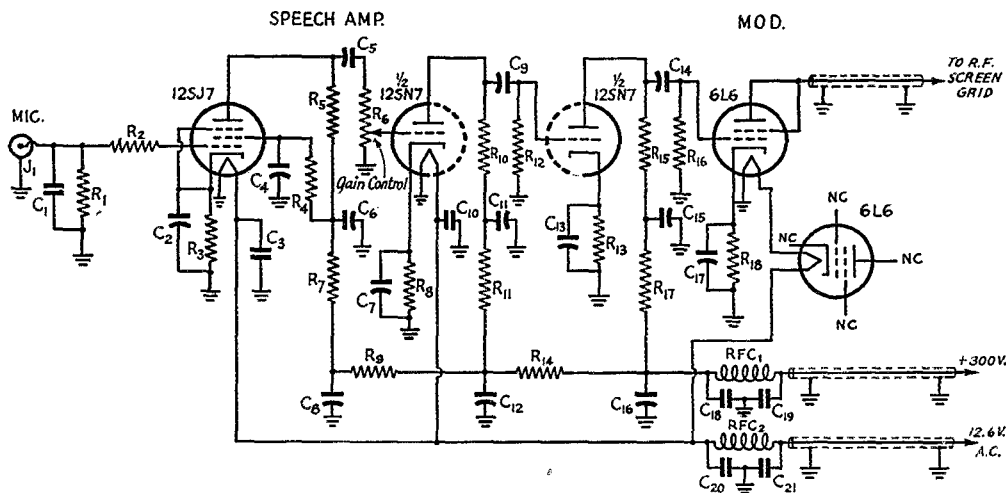 SPEECH AMP.
MOD.
MIC.
J1
C1
R1
R2
12SJ7
C2
R3
C3
C4
R4
R5
C5
R6
Gain Control
C6
R7
C8
R9
½
12SN7
C7
R8
C10
C9
R10
R12
C11
R11
C12
R14
½
12SN7
C13
R13
C14
R15
R16
C15
R17
C16
6L6
C17
R18
TO R.F.
SCREEN
GRID
6L6
NC
NC
NC
NC
RFC1
C18
C19
+300V.
RFC2
C20
C21
12.6V.
A.C.